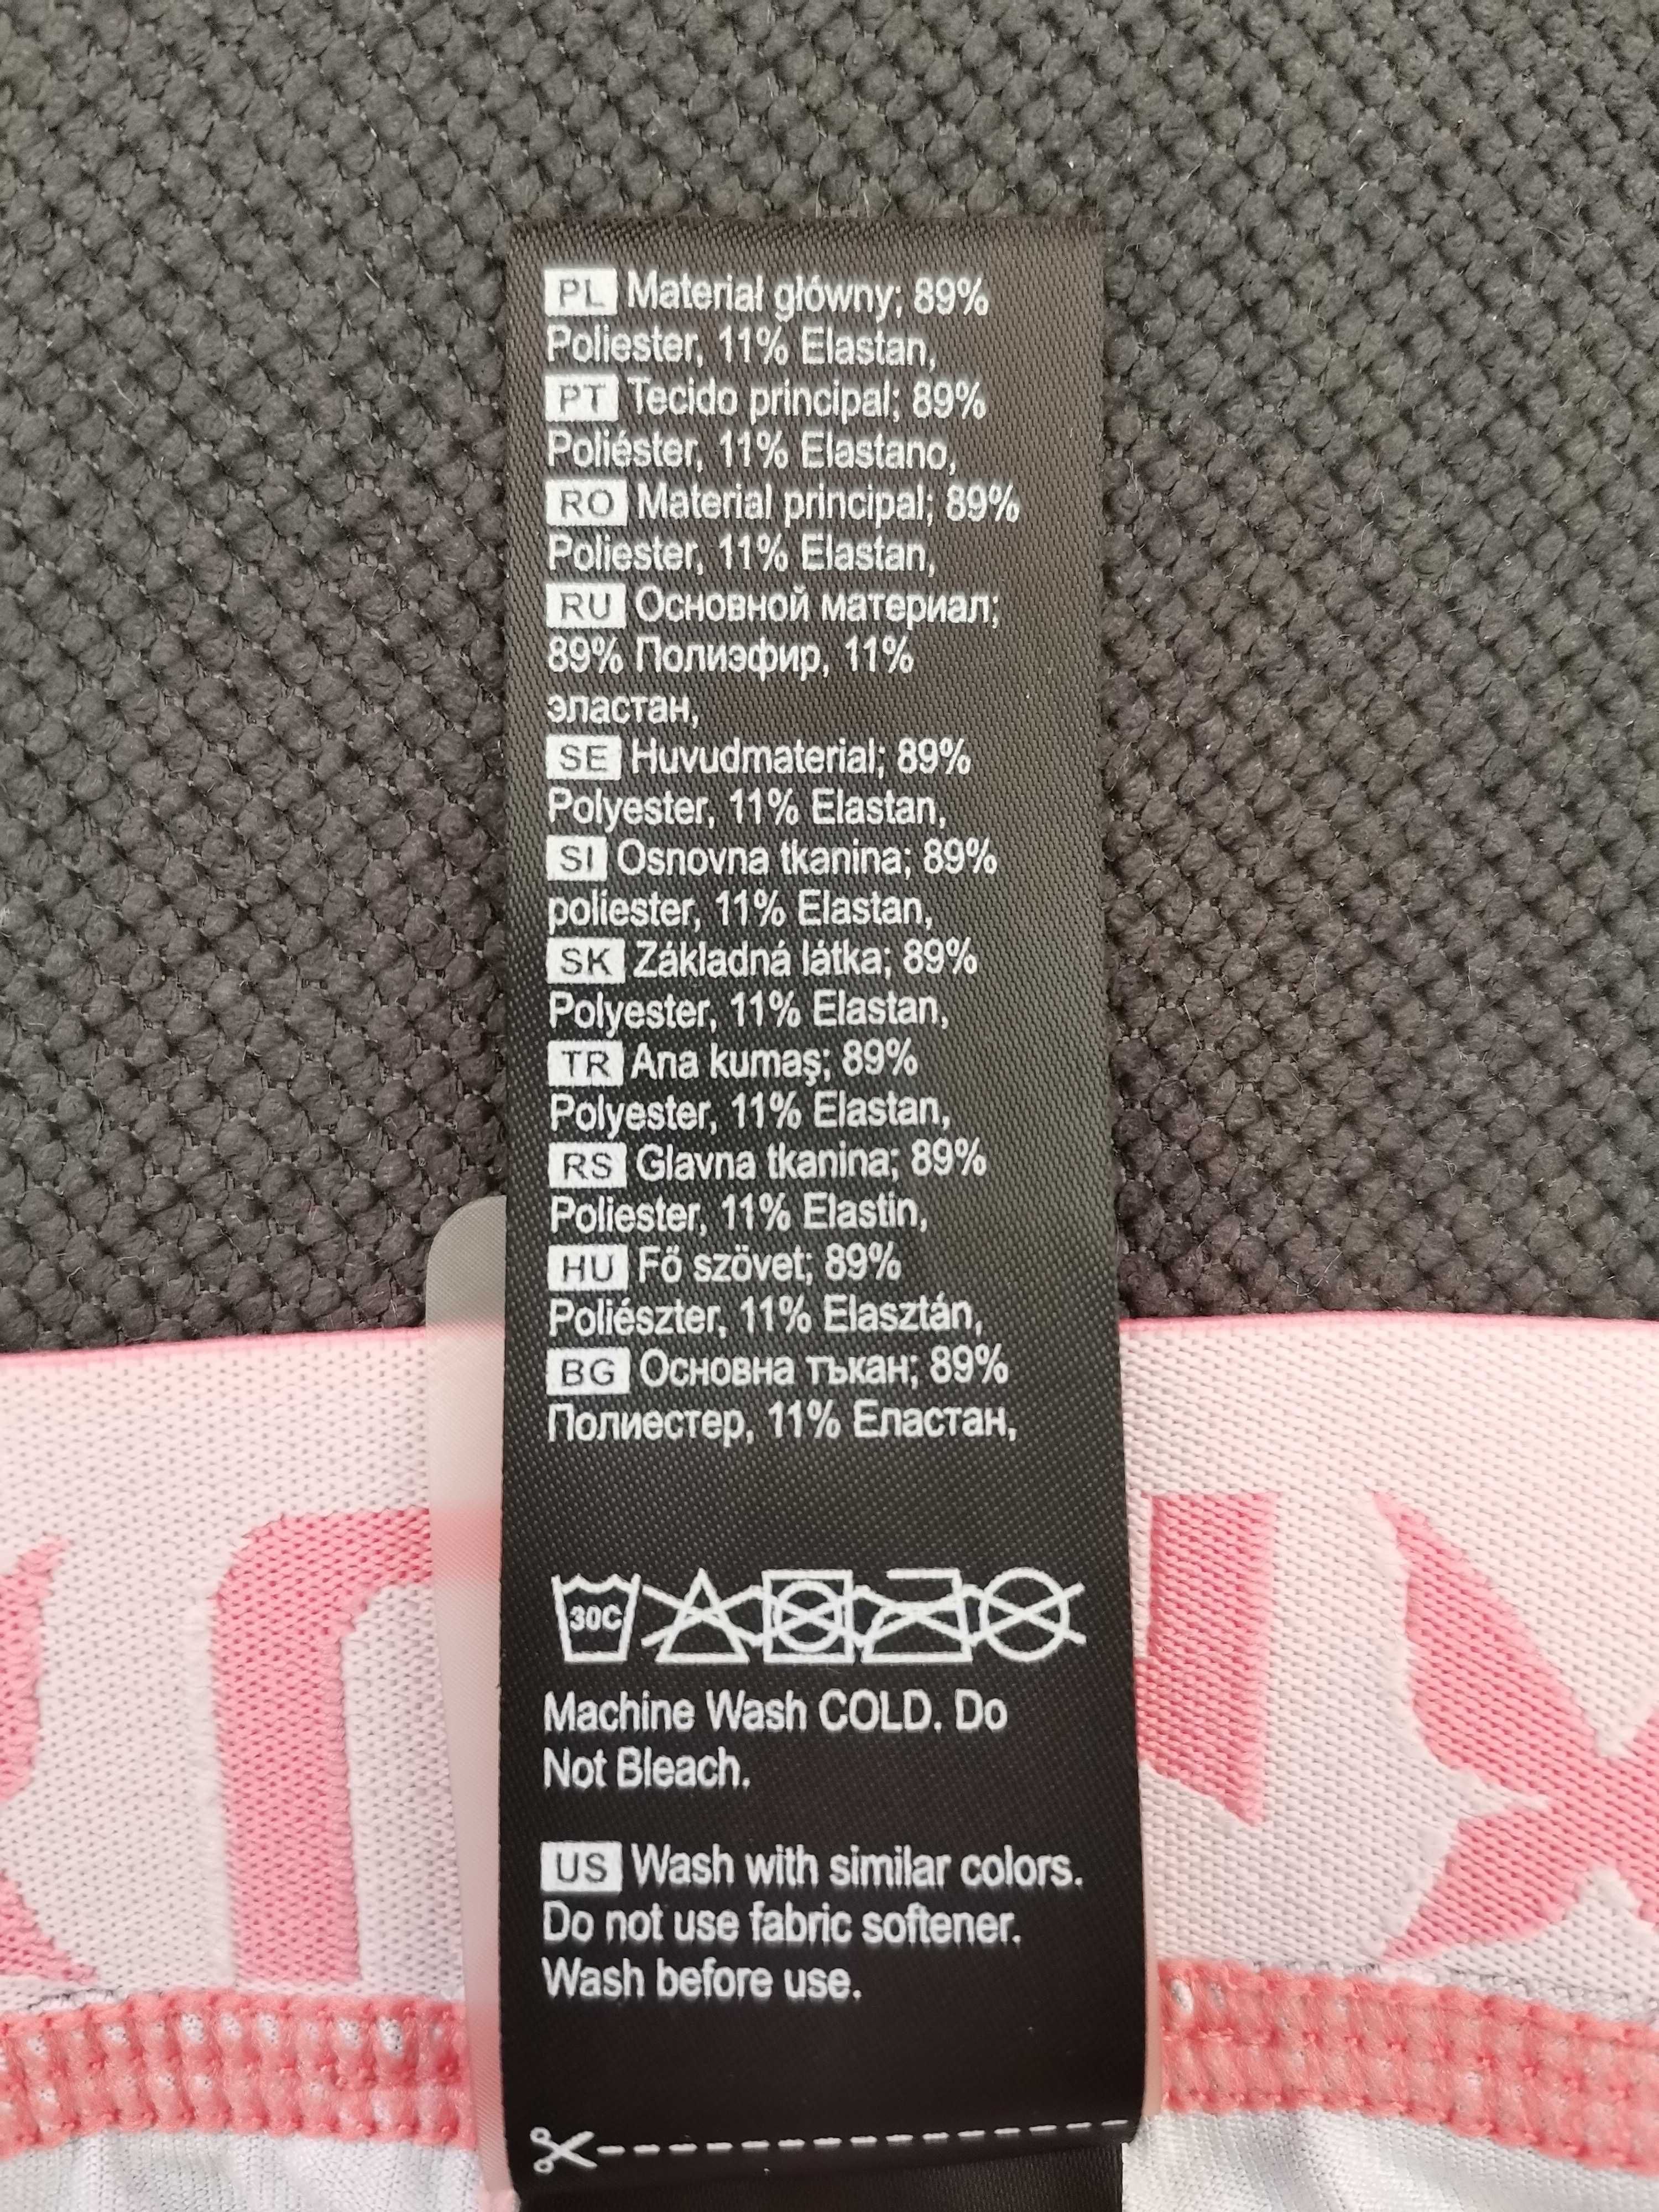 PL Materiał główny; 89%
Poliester, 11% Elastan,
PT Tecido principal; 89%
Poliéster, 11% Elastano,
RO Material principal; 89%
Poliester, 11% Elastan,
RU Основной материал;
89% Полиэфир, 11%
эластан,
SE Huvudmaterial; 89%
Polyester, 11% Elastan,
SI Osnovna tkanina; 89%
poliester, 11% Elastan,
SK Základná látka; 89%
Polyester, 11% Elastan,
TR Ana kumaş; 89%
Polyester, 11% Elastan,
RS Glavna tkanina; 89%
Poliester, 11% Elastin,
HU Fő szövet; 89%
Poliészter, 11% Elasztán,
BG Основна тъкан; 89%
Полиестер, 11% Еластан,
30C
Machine Wash COLD. Do
Not Bleach.
US Wash with similar colors.
Do not use fabric softener.
Wash before use.